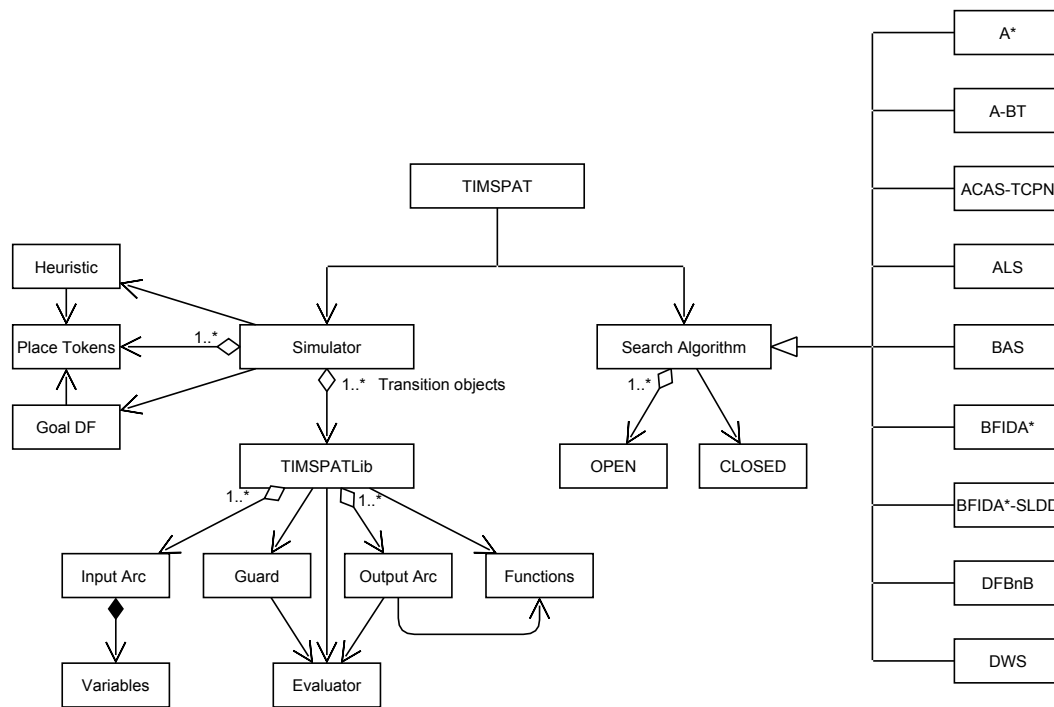 A*
A-BT
TIMSPAT
ACAS-TCPN
Heuristic
ALS
1..*
Place Tokens
Simulator
Search Algorithm
BAS
1..* Transition objects
1..*
Goal DF
BFIDA*
TIMSPATLib
OPEN
CLOSED
1..*
1..*
BFIDA*-SLDD
Input Arc
Guard
Output Arc
Functions
DFBnB
Variables
Evaluator
DWS